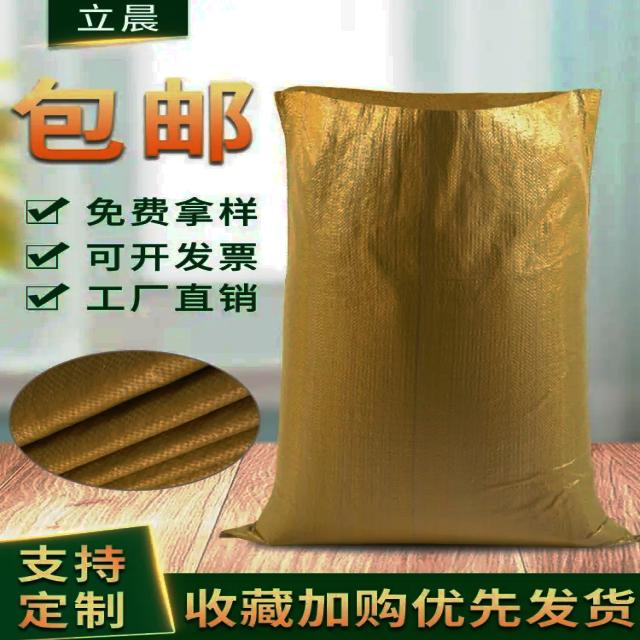 立晨
包邮
免费拿样
可开发票
工厂直销
支持
定制
收藏加购优先发货